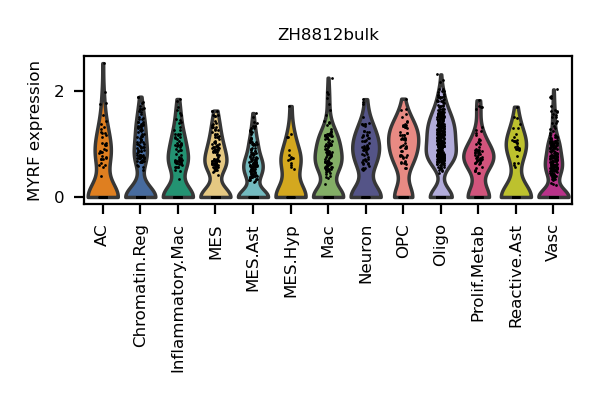 ZH8812bulk
MYRF expression
2
0
AC
Chromatin.Reg
Inflammatory.Mac
MES
MES.Ast
MES.Hyp
Mac
Neuron
OPC
Oligo
Prolif.Metab
Reactive.Ast
Vasc